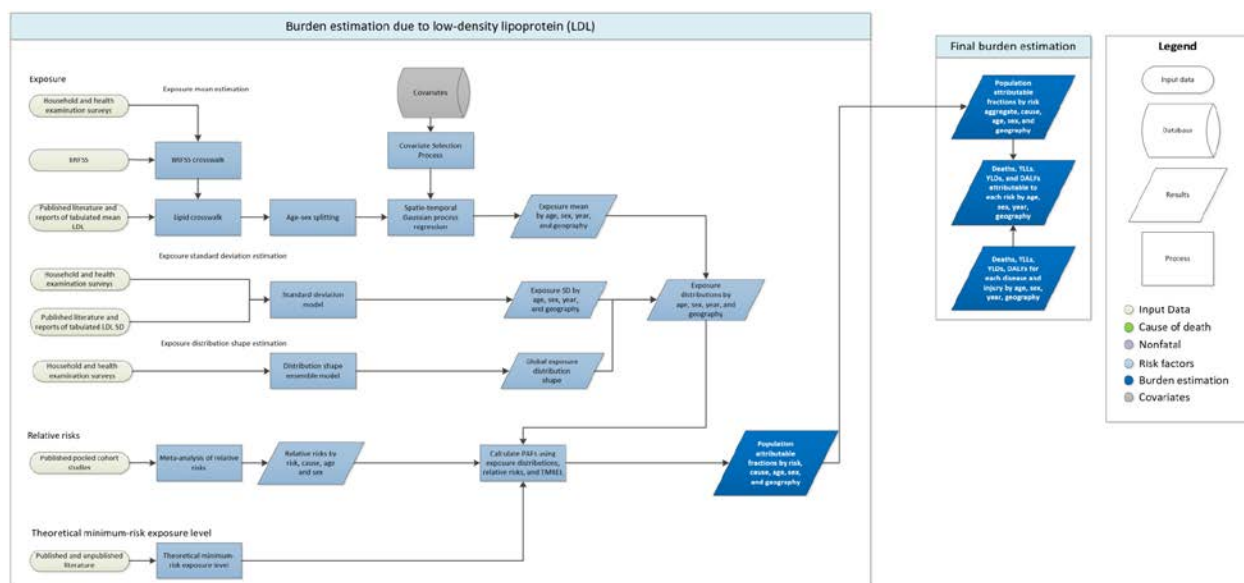 Burden estimation due to low-density lipoprotein (LDL)
Exposure
Exposure mean estimation
Household and health
examination surveys
BRFSS
BRFSS crosswalk
Published literature and
reports of tabulated mean
LDL
Lipid crosswalk
Age-sex splitting
Covariates
Covariate Selection
Process
Spatio-temporal
Gaussian process
regression
Exposure mean
by age, sex, year,
and geography
Exposure standard deviation estimation
Household and health
examination surveys
Published literature and
reports of tabulated LDL SD
Standard deviation
model
Exposure SD by
age, sex, year,
and geography
Exposure
distributions by
age, sex, year, and
geography
Exposure distribution shape estimation
Household and health
examination surveys
Distribution shape
ensemble model
Global exposure
distribution
shape
Relative risks
Published pooled cohort
studies
Meta-analysis of relative
risks
Relative risks by
risk, cause, age
and sex
Calculate PAFs using
exposure distributions,
relative risks, and TMREL
Population
attributable
fractions by risk,
cause, age, sex,
and geography
Theoretical minimum-risk exposure level
Published and unpublished
literature
Theoretical minimum-
risk exposure level
Final burden estimation
Population
attributable
fractions by risk
aggregate, cause,
age, sex, and
geography
Deaths, YLLs,
YLDs, and DALYs
attributable to
each risk by age,
sex, year,
geography
Deaths, YLLs,
YLDs, DALYs for
each disease and
injury by age, sex,
year, geography
Legend
Input data
Database
Results
Process
Input Data
Cause of death
Nonfatal
Risk factors
Burden estimation
Covariates